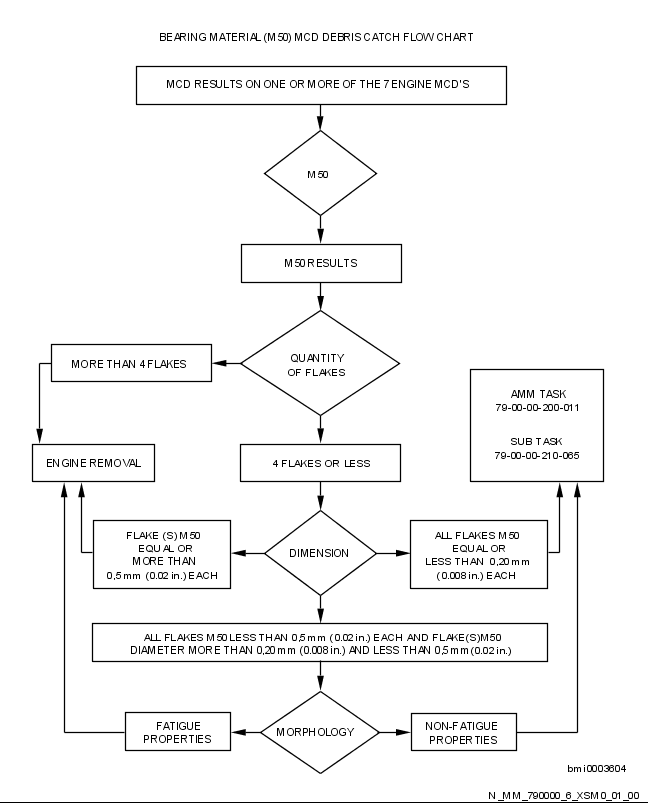 BEARING MATERIAL (M50) MCD DEBRIS CATCH FLOW CHART
MCD RESULTS ON ONE OR MORE OF THE 7 ENGINE MCD'S
M50
M50 RESULTS
QUANTITY
OF FLAKES
MORE THAN 4 FLAKES
AMM TASK
79-00-00-200-011
SUB TASK
79-00-00-210-065
ENGINE REMOVAL
4 FLAKES OR LESS
FLAKE (S) M50
EQUAL OR
MORE THAN
0,5 mm (0.02 in.) EACH
DIMENSION
ALL FLAKES M50
EQUAL OR
LESS THAN 0,20 mm
(0.008 in.) EACH
ALL FLAKES M50 LESS THAN 0,5 mm (0.02 in.) EACH AND FLAKE(S) M50
DIAMETER MORE THAN 0,20 mm (0.008 in.) AND LESS THAN 0,5 mm (0.02 in.)
FATIGUE
PROPERTIES
MORPHOLOGY
NON-FATIGUE
PROPERTIES
bmi0003604
N_MM_790000_6_XSM0_01_00